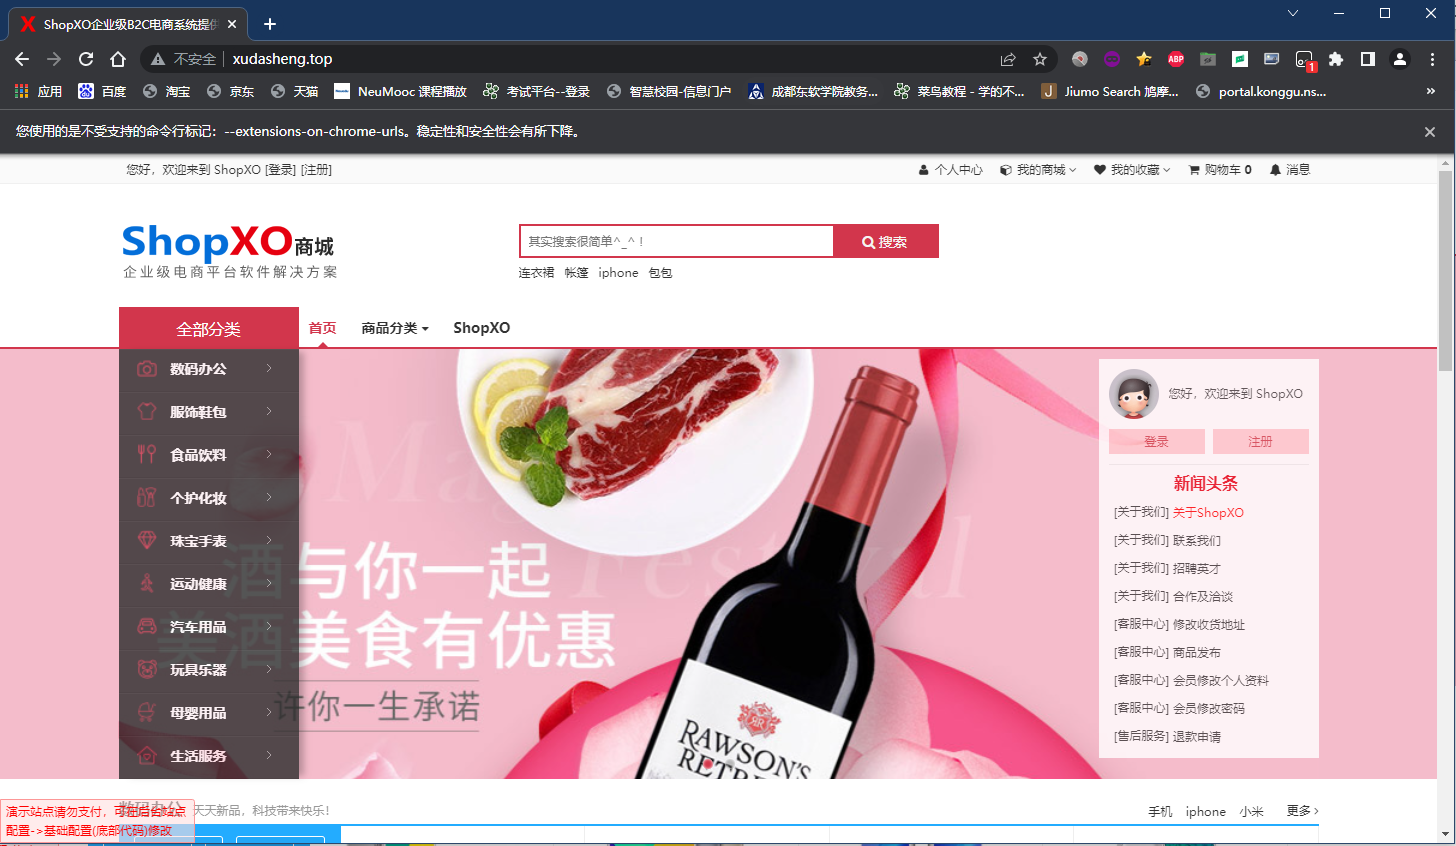 ShopXO企业级B2C电商系统提供
不安全 xudasheng.top
应用 百度 淘宝 京东 天猫 NeuMooc 课程播放 考试平台--登录 智慧校园-信息门户 成都东软学院教务... 菜鸟教程 - 学的不... Jiumo Search 鸠摩... portal.konggu.ns... »
您使用的是不受支持的命令行标记：--extensions-on-chrome-urls。稳定性和安全性会有所下降。
您好，欢迎来到 ShopXO [登录] [注册] 个人中心 我的商城 我的收藏 购物车 0 消息
ShopXO商城
企业级电商平台软件解决方案
其实搜索很简单^_^！ 搜索
连衣裙 帐篷 iphone 包包
全部分类 首页 商品分类 ShopXO
数码办公
服饰鞋包
食品饮料
个护化妆
珠宝手表
运动健康
汽车用品
玩具乐器
母婴用品
生活服务
酒与你一起
美酒美食有优惠
许你一生承诺
RAWSON'S
RETRE
您好，欢迎来到 ShopXO
登录 注册
新闻头条
[关于我们] 关于ShopXO
[关于我们] 联系我们
[关于我们] 招聘英才
[关于我们] 合作及洽谈
[客服中心] 修改收货地址
[客服中心] 商品发布
[客服中心] 会员修改个人资料
[客服中心] 会员修改密码
[售后服务] 退款申请
数码办公 天天新品，科技带来快乐！ 手机 iphone 小米 更多
演示站点请勿支付，可在后台站点
配置->基础配置(底部代码)修改